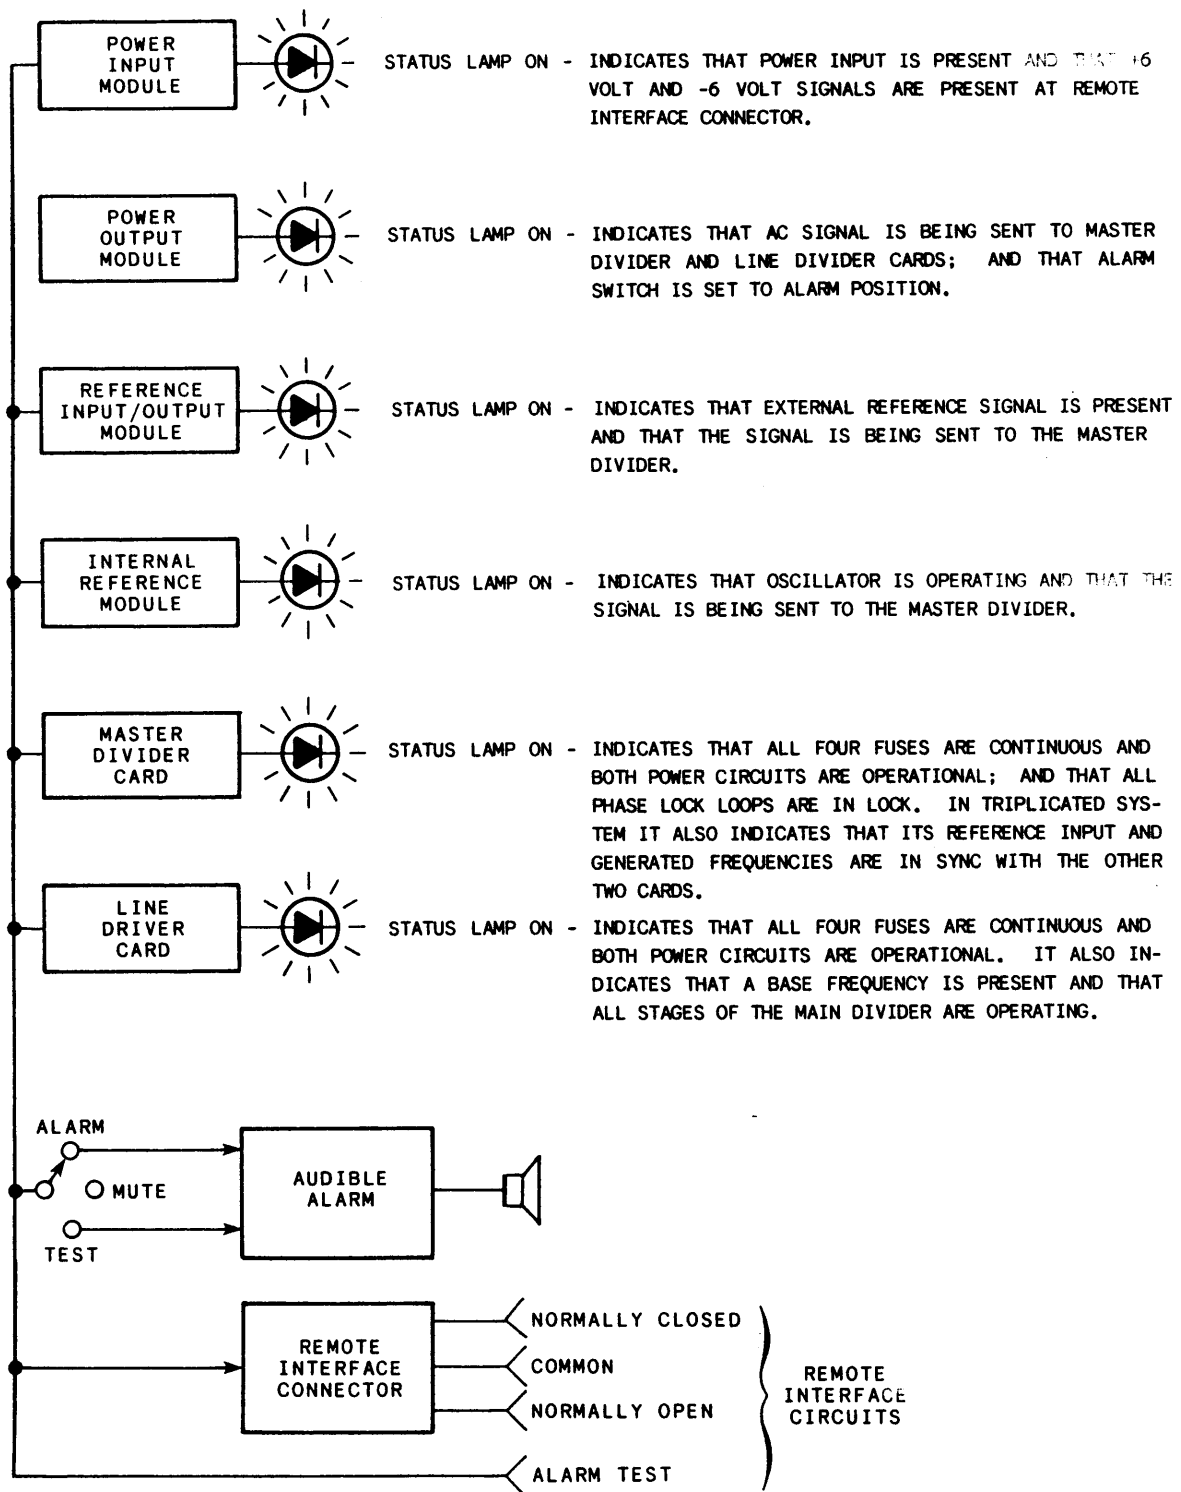 POWER
INPUT
MODULE
STATUS LAMP ON - INDICATES THAT POWER INPUT IS PRESENT AND THAT +6
VOLT AND -6 VOLT SIGNALS ARE PRESENT AT REMOTE
INTERFACE CONNECTOR.
POWER
OUTPUT
MODULE
STATUS LAMP ON - INDICATES THAT AC SIGNAL IS BEING SENT TO MASTER
DIVIDER AND LINE DIVIDER CARDS; AND THAT ALARM
SWITCH IS SET TO ALARM POSITION.
REFERENCE
INPUT/OUTPUT
MODULE
STATUS LAMP ON - INDICATES THAT EXTERNAL REFERENCE SIGNAL IS PRESENT
AND THAT THE SIGNAL IS BEING SENT TO THE MASTER
DIVIDER.
INTERNAL
REFERENCE
MODULE
STATUS LAMP ON - INDICATES THAT OSCILLATOR IS OPERATING AND THAT THE
SIGNAL IS BEING SENT TO THE MASTER DIVIDER.
MASTER
DIVIDER
CARD
STATUS LAMP ON - INDICATES THAT ALL FOUR FUSES ARE CONTINUOUS AND
BOTH POWER CIRCUITS ARE OPERATIONAL; AND THAT ALL
PHASE LOCK LOOPS ARE IN LOCK. IN TRIPLICATED SYS-
TEM IT ALSO INDICATES THAT ITS REFERENCE INPUT AND
GENERATED FREQUENCIES ARE IN SYNC WITH THE OTHER
TWO CARDS.
LINE
DRIVER
CARD
STATUS LAMP ON - INDICATES THAT ALL FOUR FUSES ARE CONTINUOUS AND
BOTH POWER CIRCUITS ARE OPERATIONAL. IT ALSO IN-
DICATES THAT A BASE FREQUENCY IS PRESENT AND THAT
ALL STAGES OF THE MAIN DIVIDER ARE OPERATING.
ALARM
MUTE
TEST
AUDIBLE
ALARM
REMOTE
INTERFACE
CONNECTOR
NORMALLY CLOSED
COMMON
NORMALLY OPEN
ALARM TEST
REMOTE
INTERFACE
CIRCUITS